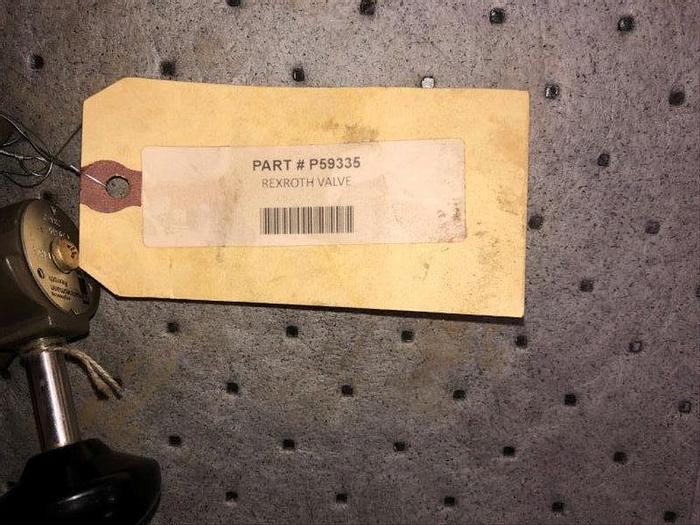 PART # P59335
REXROTH VALVE